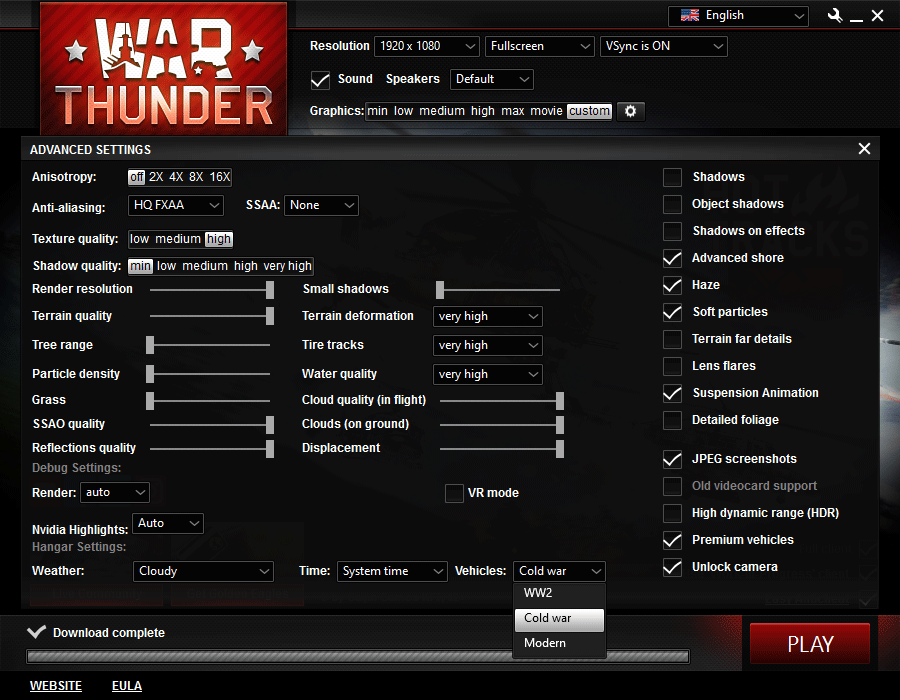 English
WAR
THUNDER
Resolution 1920 x 1080 Fullscreen VSync is ON
Sound Speakers Default
Graphics: min low medium high max movie custom
ADVANCED SETTINGS
Anisotropy: off 2X 4X 8X 16X
Anti-aliasing: HQ FXAA SSAA: None
Texture quality: low medium high
Shadow quality: min low medium high very high
Render resolution Small shadows
Terrain quality Terrain deformation very high
Tree range Tire tracks very high
Particle density Water quality very high
Grass Cloud quality (in flight)
SSAO quality Clouds (on ground)
Reflections quality Displacement
Debug Settings:
Render: auto VR mode
Nvidia Highlights: Auto
Hangar Settings:
Weather: Cloudy Time: System time Vehicles: Cold war
WW2
Cold war
Modern
Shadows
Object shadows
Shadows on effects
Advanced shore
Haze
Soft particles
Terrain far details
Lens flares
Suspension Animation
Detailed foliage
JPEG screenshots
Old videocard support
High dynamic range (HDR)
Premium vehicles
Unlock camera
Download complete
PLAY
WEBSITE EULA